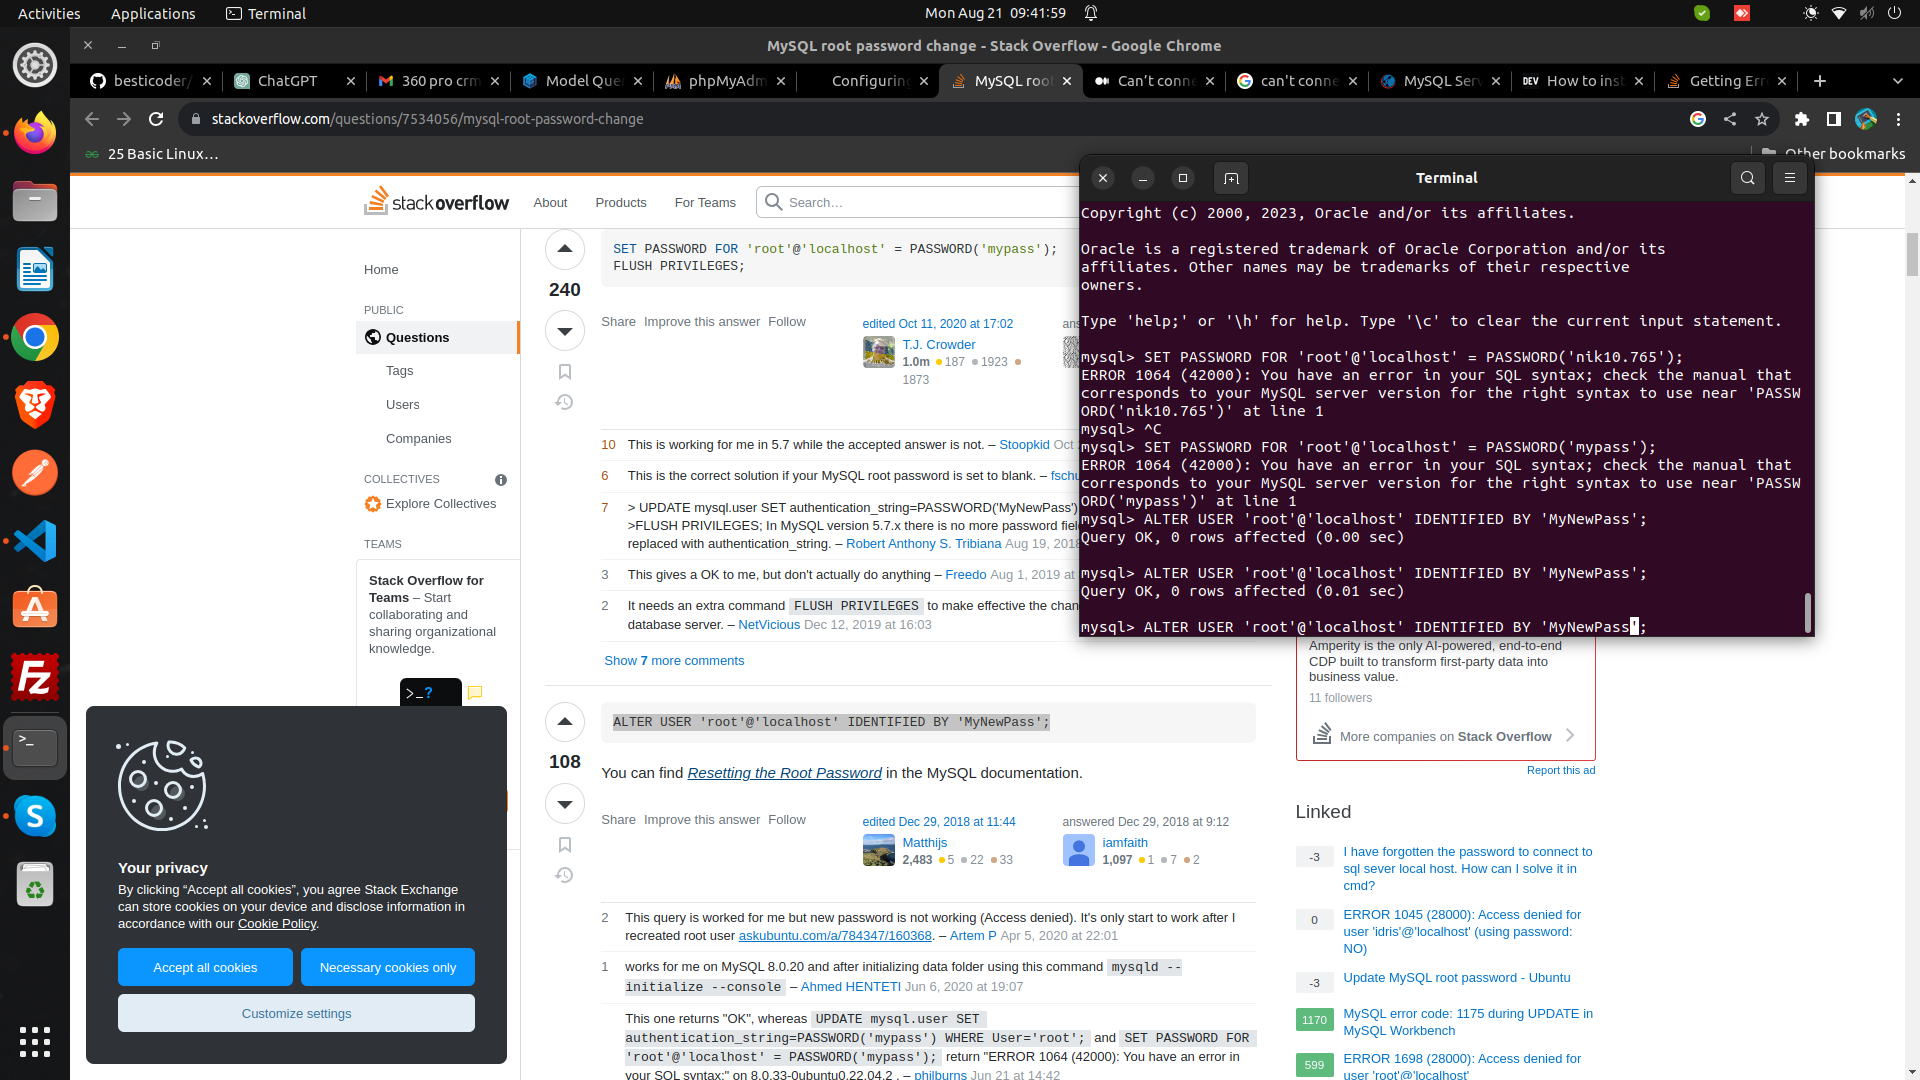 Activities Applications Terminal Mon Aug 21 09:41:59
MySQL root password change - Stack Overflow - Google Chrome
besticoder/ ChatGPT 360 pro crm Model Que phpMyAdm Configuring MySQL root Can't conne can't conne MySQL Serv DEV How to inst Getting Err
stackoverflow.com/questions/7534056/mysql-root-password-change
25 Basic Linux… Other bookmarks
stackoverflow About Products For Teams Search…
Home
PUBLIC
Questions
Tags
Users
Companies
COLLECTIVES
Explore Collectives
TEAMS
Stack Overflow for
Teams – Start
collaborating and
sharing organizational
knowledge.
>_?
SET PASSWORD FOR 'root'@'localhost' = PASSWORD('mypass');
FLUSH PRIVILEGES;
240
Share Improve this answer Follow
edited Oct 11, 2020 at 17:02
T.J. Crowder
1.0m 187 1923
1873
10 This is working for me in 5.7 while the accepted answer is not. – Stoopkid Oct
6 This is the correct solution if your MySQL root password is set to blank. – fschu
7 > UPDATE mysql.user SET authentication_string=PASSWORD('MyNewPass')
>FLUSH PRIVILEGES; In MySQL version 5.7.x there is no more password fiel
replaced with authentication_string. – Robert Anthony S. Tribiana Aug 19, 2018
3 This gives a OK to me, but don't actually do anything – Freedo Aug 1, 2019 at
2 It needs an extra command FLUSH PRIVILEGES to make effective the chan
database server. – NetVicious Dec 12, 2019 at 16:03
Show 7 more comments
ALTER USER 'root'@'localhost' IDENTIFIED BY 'MyNewPass';
108
You can find Resetting the Root Password in the MySQL documentation.
Share Improve this answer Follow
edited Dec 29, 2018 at 11:44
Matthijs
2,483 5 22 33
answered Dec 29, 2018 at 9:12
iamfaith
1,097 1 7 2
2 This query is worked for me but new password is not working (Access denied). It's only start to work after I
recreated root user askubuntu.com/a/784347/160368. – Artem P Apr 5, 2020 at 22:01
1 works for me on MySQL 8.0.20 and after initializing data folder using this command mysqld --
initialize --console – Ahmed HENTETI Jun 6, 2020 at 19:07
This one returns "OK", whereas UPDATE mysql.user SET
authentication_string=PASSWORD('mypass') WHERE User='root'; and SET PASSWORD FOR
'root'@'localhost' = PASSWORD('mypass'); return "ERROR 1064 (42000): You have an error in
your SQL syntax;" on 8.0.33-0ubuntu0.22.04.2 . – philburns Jun 21 at 14:42
Terminal
Copyright (c) 2000, 2023, Oracle and/or its affiliates.
Oracle is a registered trademark of Oracle Corporation and/or its
affiliates. Other names may be trademarks of their respective
owners.
Type 'help;' or '\h' for help. Type '\c' to clear the current input statement.
mysql> SET PASSWORD FOR 'root'@'localhost' = PASSWORD('nik10.765');
ERROR 1064 (42000): You have an error in your SQL syntax; check the manual that
corresponds to your MySQL server version for the right syntax to use near 'PASSW
ORD('nik10.765')' at line 1
mysql> ^C
mysql> SET PASSWORD FOR 'root'@'localhost' = PASSWORD('mypass');
ERROR 1064 (42000): You have an error in your SQL syntax; check the manual that
corresponds to your MySQL server version for the right syntax to use near 'PASSW
ORD('mypass')' at line 1
mysql> ALTER USER 'root'@'localhost' IDENTIFIED BY 'MyNewPass';
Query OK, 0 rows affected (0.00 sec)
mysql> ALTER USER 'root'@'localhost' IDENTIFIED BY 'MyNewPass';
Query OK, 0 rows affected (0.01 sec)
mysql> ALTER USER 'root'@'localhost' IDENTIFIED BY 'MyNewPass';
Amperity is the only AI-powered, end-to-end
CDP built to transform first-party data into
business value.
11 followers
More companies on Stack Overflow
Report this ad
Linked
-3 I have forgotten the password to connect to
sql sever local host. How can I solve it in
cmd?
0 ERROR 1045 (28000): Access denied for
user 'idris'@'localhost' (using password:
NO)
-3 Update MySQL root password - Ubuntu
1170 MySQL error code: 1175 during UPDATE in
MySQL Workbench
599 ERROR 1698 (28000): Access denied for
user 'root'@'localhost'
Your privacy
By clicking “Accept all cookies”, you agree Stack Exchange
can store cookies on your device and disclose information in
accordance with our Cookie Policy.
Accept all cookies Necessary cookies only
Customize settings